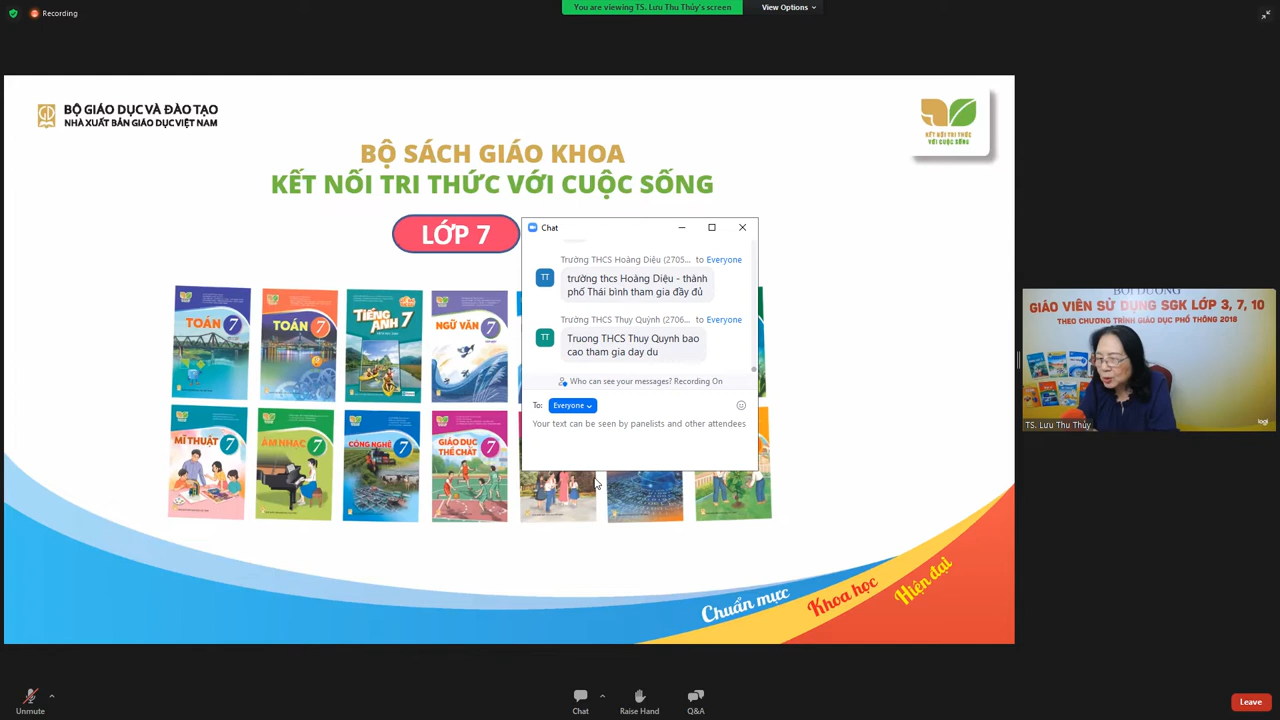 Recording
You are viewing TS. Lưu Thu Thủy's screen
View Options
BỘ GIÁO DỤC VÀ ĐÀO TẠO
NHÀ XUẤT BẢN GIÁO DỤC VIỆT NAM
KẾT NỐI TRI THỨC
VỚI CUỘC SỐNG
BỘ SÁCH GIÁO KHOA
KẾT NỐI TRI THỨC VỚI CUỘC SỐNG
LỚP 7
Chat
Trường THCS Hoàng Diệu (2705... to Everyone
TT
trường thcs Hoàng Diệu - thành
phố Thái bình tham gia đầy đủ
Trường THCS Thụy Quỳnh (2706... to Everyone
TT
Truong THCS Thuy Quynh bao
cao tham gia day du
Who can see your messages? Recording On
To: Everyone
Your text can be seen by panelists and other attendees
TOÁN 7
TOÁN 7
TIẾNG ANH 7
NGỮ VĂN 7
MĨ THUẬT 7
ÂM NHẠC 7
CÔNG NGHỆ 7
GIÁO DỤC
THỂ CHẤT 7
Chuẩn mực
Khoa học
Hiện đại
BỒI DƯỠNG
GIÁO VIÊN SỬ DỤNG SGK LỚP 3, 7, 10
THEO CHƯƠNG TRÌNH GIÁO DỤC PHỔ THÔNG 2018
TS. Lưu Thu Thủy
logi
Unmute
Chat
Raise Hand
Q&A
Leave